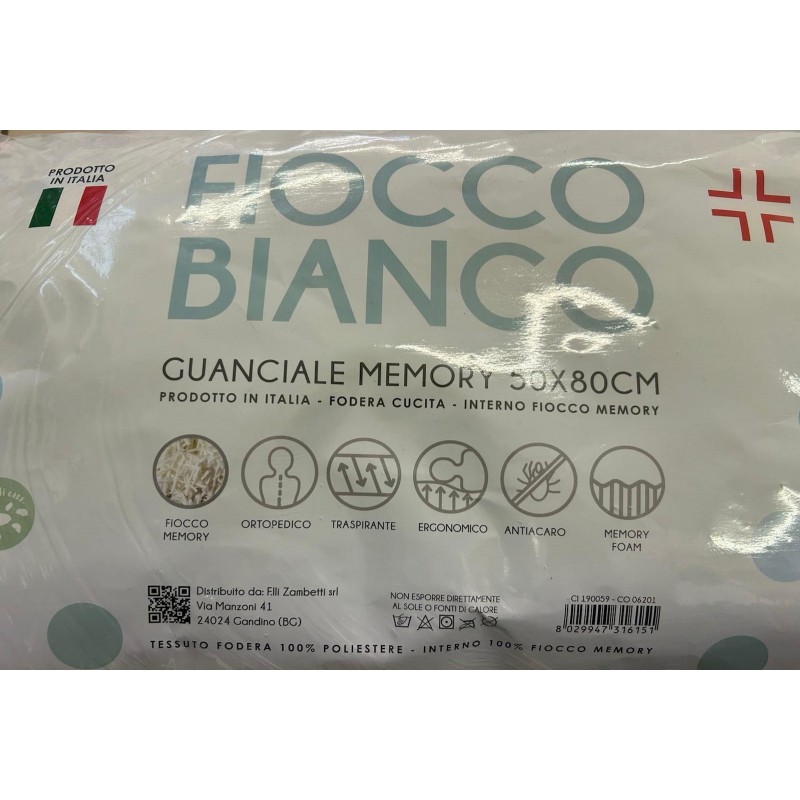 PRODOTTO
IN ITALIA
FIOCCO
BIANCO
GUANCIALE MEMORY 50X80CM
PRODOTTO IN ITALIA - FODERA CUCITA - INTERNO FIOCCO MEMORY
FIOCCO
MEMORY
ORTOPEDICO
TRASPIRANTE
ERGONOMICO
ANTIACARO
MEMORY
FOAM
Distribuito da: F.lli Zambetti srl
Via Manzoni 41
24024 Gandino (BG)
NON ESPORRE DIRETTAMENTE
AL SOLE O FONTI DI CALORE
CI 190059 - CO 06201
8 029947 316151
TESSUTO FODERA 100% POLIESTERE - INTERNO 100% FIOCCO MEMORY